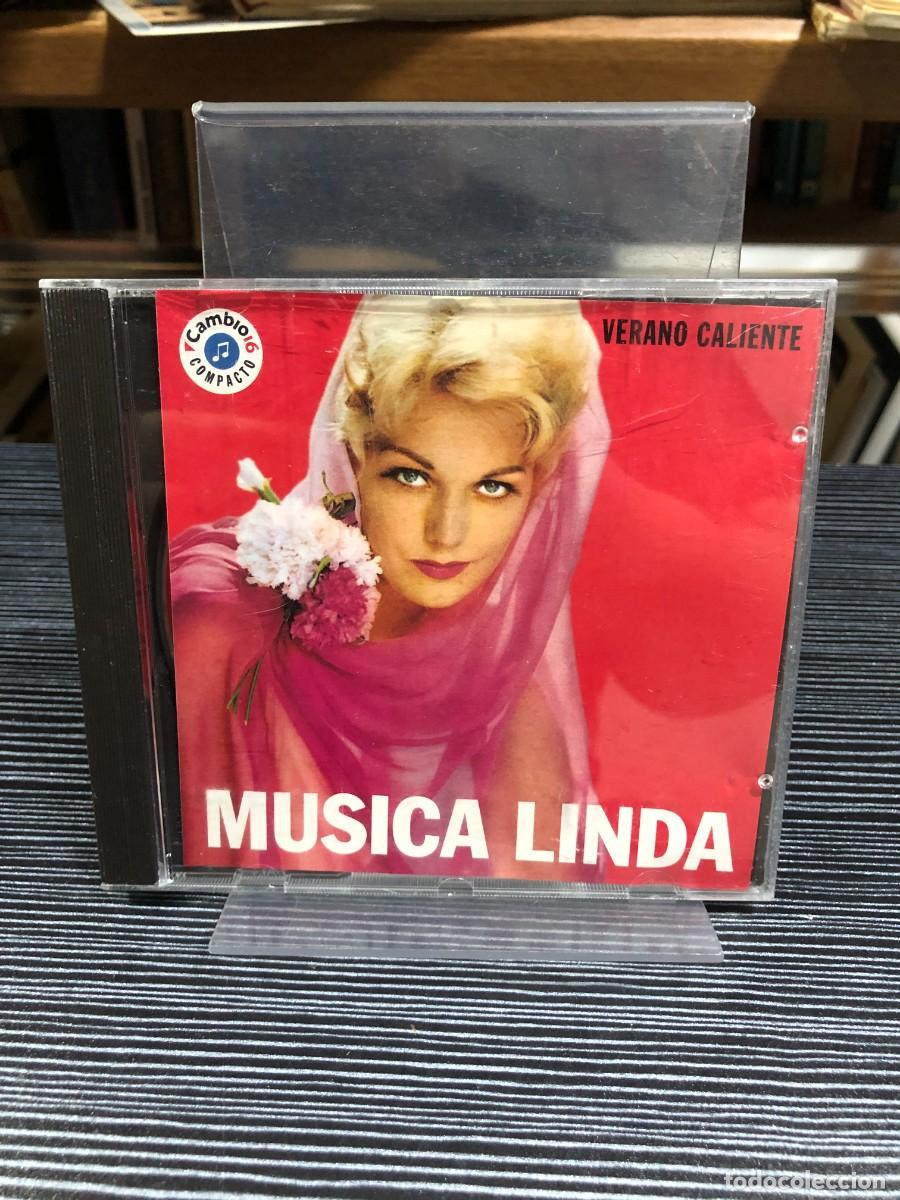 Cambio16
COMPACTO
VERANO CALIENTE
MUSICA LINDA
todocoleccion